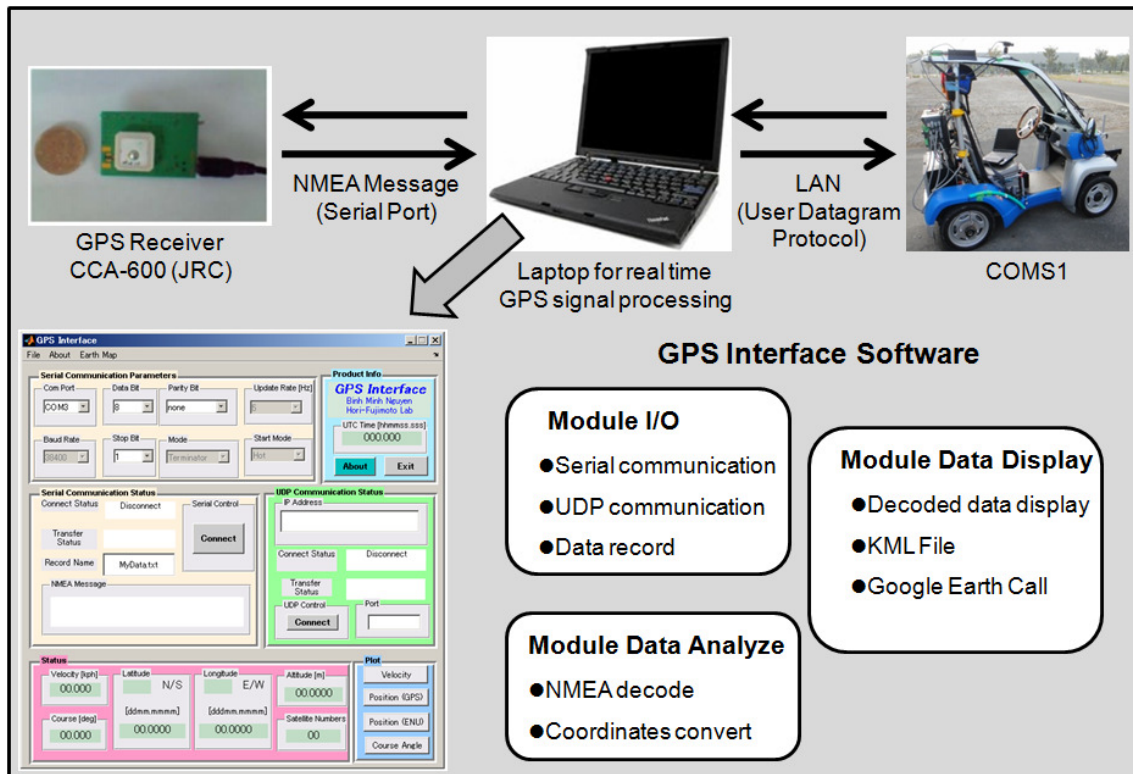 NMEA Message
(Serial Port)
LAN
(User Datagram
Protocol)
GPS Receiver
CCA-600 (JRC)
Laptop for real time
GPS signal processing
COMS1
ThinkPad
GPS Interface
File About Earth Map
Serial Communication Parameters
Com Port
Data Bit
Parity Bit
Update Rate [Hz]
COM3
8
none
5
Baud Rate
Stop Bit
Mode
Start Mode
38400
1
Terminator
Hot
Product Info
GPS Interface
Binh Minh Nguyen
Hori-Fujimoto Lab
UTC Time [hhmmss.sss]
000.000
About
Exit
Serial Communication Status
Connect Status
Disconnect
Serial Control
Connect
Transfer
Status
Record Name
MyData.txt
NMEA Message
UDP Communication Status
IP Address
Connect Status
Disconnect
Transfer
Status
UDP Control
Connect
Port
Status
Velocity [kph]
00.000
Latitude
N/S
[ddmm.mmmm]
00.0000
Longitude
E/W
[dddmm.mmmm]
00.0000
Altitude [m]
00.0000
Course [deg]
00.000
Satellite Numbers
00
Plot
Velocity
Position (GPS)
Position (ENU)
Course Angle
GPS Interface Software
Module I/O
●Serial communication
●UDP communication
●Data record
Module Data Display
●Decoded data display
●KML File
●Google Earth Call
Module Data Analyze
●NMEA decode
●Coordinates convert